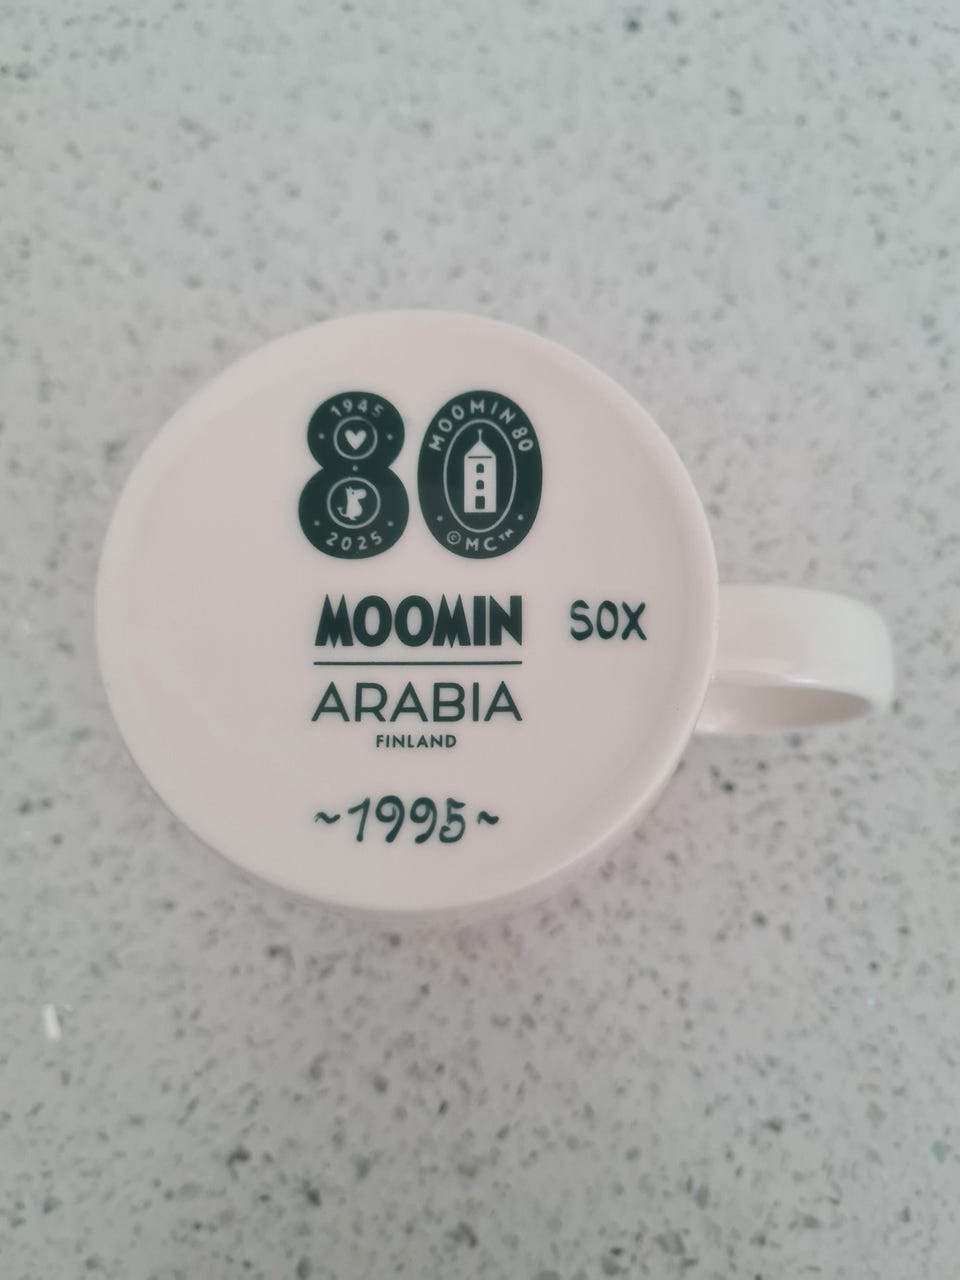 1945
2025
MOOMIN80
©MC™
MOOMIN
SOX
ARABIA
FINLAND
~1995~